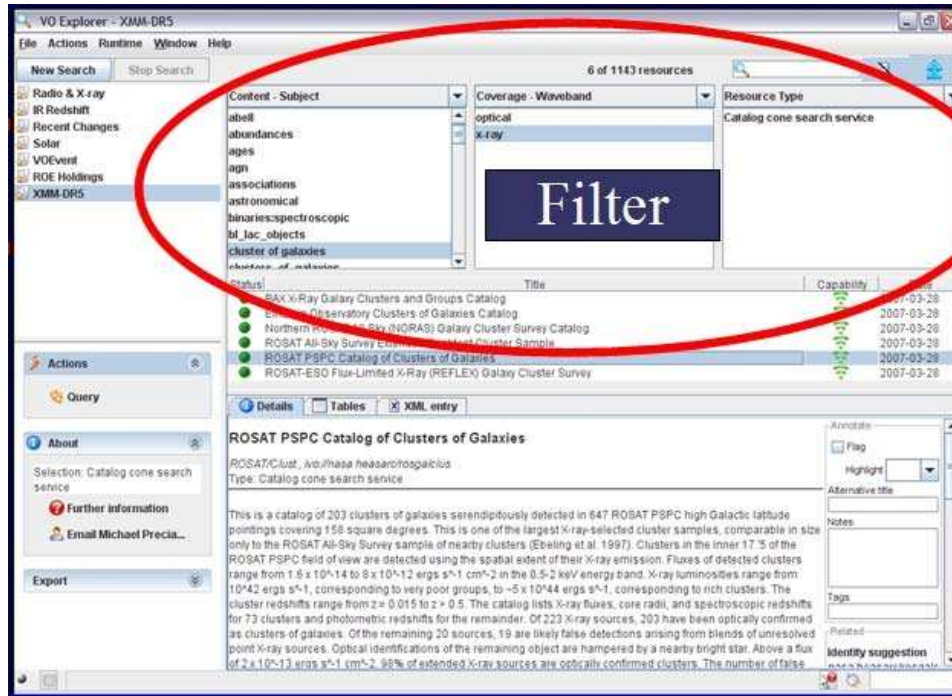 VO Explorer - XMM-DR5
File Actions Runtime Window Help
New Search Stop Search
6 of 1143 resources
Radio & X-ray
IR Redshift
Recent Changes
Solar
VOEvent
ROE Holdings
XMM-DR5
Content - Subject
abell
abundances
ages
agn
associations
astronomical
binaries:spectroscopic
bl_lac_objects
cluster of galaxies
clusters_of_galaxies
Coverage - Waveband
optical
x-ray
Resource Type
Catalog cone search service
Filter
Status Title Capability Date
BAX X-Ray Galaxy Clusters and Groups Catalog 2007-03-28
Einstein Observatory Clusters of Galaxies Catalog 2007-03-28
Northern ROSAT All-Sky (NORAS) Galaxy Cluster Survey Catalog 2007-03-28
ROSAT All-Sky Survey Cluster Sample 2007-03-28
ROSAT PSPC Catalog of Clusters of Galaxies 2007-03-28
ROSAT-ESO Flux-Limited X-Ray (REFLEX) Galaxy Cluster Survey 2007-03-28
Actions
Query
About
Selection: Catalog cone search
service
Further information
Email Michael Precia...
Export
Details Tables XML entry
ROSAT PSPC Catalog of Clusters of Galaxies
ROSAT/Clust, ivo://nasa.heasarc/rosgalclus
Type: Catalog cone search service
This is a catalog of 203 clusters of galaxies serendipitously detected in 647 ROSAT PSPC high Galactic latitude
pointings covering 158 square degrees. This is one of the largest X-ray-selected cluster samples, comparable in size
only to the ROSAT All-Sky Survey sample of nearby clusters (Ebeling et al. 1997). Clusters in the inner 17.'5 of the
ROSAT PSPC field of view are detected using the spatial extent of their X-ray emission. Fluxes of detected clusters
range from 1.6 x 10^-14 to 8 x 10^-12 ergs s^-1 cm^-2 in the 0.5-2 keV energy band. X-ray luminosities range from
10^42 ergs s^-1, corresponding to very poor groups, to ~5 x 10^44 ergs s^-1, corresponding to rich clusters. The
cluster redshifts range from z = 0.015 to z > 0.5. The catalog lists X-ray fluxes, core radii, and spectroscopic redshifts
for 73 clusters and photometric redshifts for the remainder. Of 223 X-ray sources, 203 have been optically confirmed
as clusters of galaxies. Of the remaining 20 sources, 19 are likely false detections arising from blends of unresolved
point X-ray sources. Optical identifications of the remaining object are hampered by a nearby bright star. Above a flux
of 2 x 10^-13 ergs s^-1 cm^-2, 98% of extended X-ray sources are optically confirmed clusters. The number of false
Annotate
Flag
Highlight
Alternative title
Notes
Tags
Related
Identity suggestion